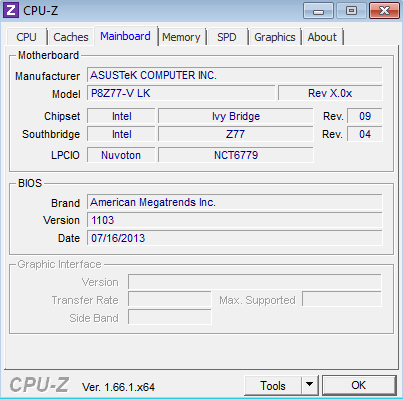 CPU-Z
CPU Caches Mainboard Memory SPD Graphics About
Motherboard
Manufacturer ASUSTeK COMPUTER INC.
Model P8Z77-V LK Rev X.0x
Chipset Intel Ivy Bridge Rev. 09
Southbridge Intel Z77 Rev. 04
LPCIO Nuvoton NCT6779
BIOS
Brand American Megatrends Inc.
Version 1103
Date 07/16/2013
Graphic Interface
Version
Transfer Rate Max. Supported
Side Band
CPU-Z Ver. 1.66.1.x64 Tools OK